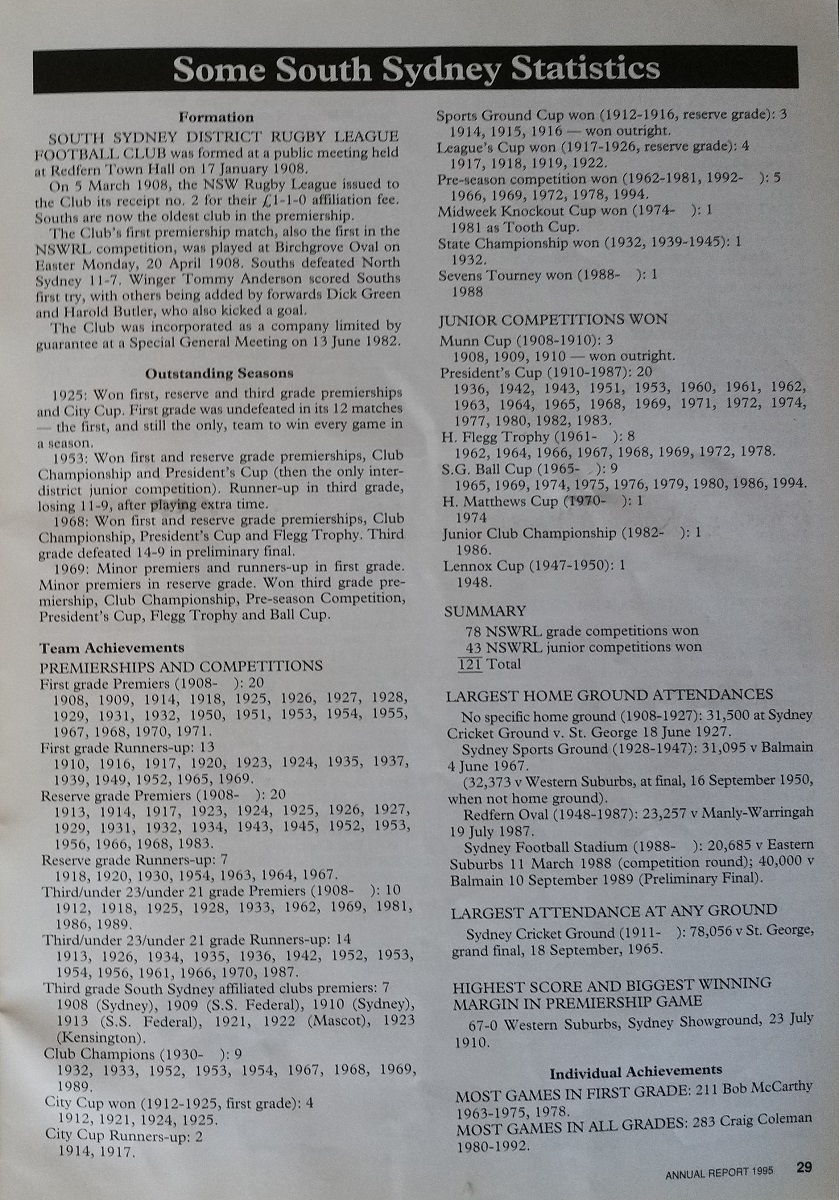 Some South Sydney Statistics
Formation
SOUTH SYDNEY DISTRICT RUGBY LEAGUE
FOOTBALL CLUB was formed at a public meeting held
at Redfern Town Hall on 17 January 1908.
On 5 March 1908, the NSW Rugby League issued to
the Club its receipt no. 2 for their £1-1-0 affiliation fee.
Souths are now the oldest club in the premiership.
The Club's first premiership match, also the first in the
NSWRL competition, was played at Birchgrove Oval on
Easter Monday, 20 April 1908. Souths defeated North
Sydney 11-7. Winger Tommy Anderson scored Souths
first try, with others being added by forwards Dick Green
and Harold Butler, who also kicked a goal.
The Club was incorporated as a company limited by
guarantee at a Special General Meeting on 13 June 1982.
Outstanding Seasons
1925: Won first, reserve and third grade premierships
and City Cup. First grade was undefeated in its 12 matches
— the first, and still the only, team to win every game in
a season.
1953: Won first and reserve grade premierships, Club
Championship and President's Cup (then the only inter-
district junior competition). Runner-up in third grade,
losing 11-9, after playing extra time.
1968: Won first and reserve grade premierships, Club
Championship, President's Cup and Flegg Trophy. Third
grade defeated 14-9 in preliminary final.
1969: Minor premiers and runners-up in first grade.
Minor premiers in reserve grade. Won third grade pre-
miership, Club Championship, Pre-season Competition,
President's Cup, Flegg Trophy and Ball Cup.
Team Achievements
PREMIERSHIPS AND COMPETITIONS
First grade Premiers (1908- ): 20
1908, 1909, 1914, 1918, 1925, 1926, 1927, 1928,
1929, 1931, 1932, 1950, 1951, 1953, 1954, 1955,
1967, 1968, 1970, 1971.
First grade Runners-up: 13
1910, 1916, 1917, 1920, 1923, 1924, 1935, 1937,
1939, 1949, 1952, 1965, 1969.
Reserve grade Premiers (1908- ): 20
1913, 1914, 1917, 1923, 1924, 1925, 1926, 1927,
1929, 1931, 1932, 1934, 1943, 1945, 1952, 1953,
1956, 1966, 1968, 1983.
Reserve grade Runners-up: 7
1918, 1920, 1930, 1954, 1963, 1964, 1967.
Third/under 23/under 21 grade Premiers (1908- ): 10
1912, 1918, 1925, 1928, 1933, 1962, 1969, 1981,
1986, 1989.
Third/under 23/under 21 grade Runners-up: 14
1913, 1926, 1934, 1935, 1936, 1942, 1952, 1953,
1954, 1956, 1961, 1966, 1970, 1987.
Third grade South Sydney affiliated clubs premiers: 7
1908 (Sydney), 1909 (S.S. Federal), 1910 (Sydney),
1913 (S.S. Federal), 1921, 1922 (Mascot), 1923
(Kensington).
Club Champions (1930- ): 9
1932, 1933, 1952, 1953, 1954, 1967, 1968, 1969,
1989.
City Cup won (1912-1925, first grade): 4
1912, 1921, 1924, 1925.
City Cup Runners-up: 2
1914, 1917.
Sports Ground Cup won (1912-1916, reserve grade): 3
1914, 1915, 1916 — won outright.
League's Cup won (1917-1926, reserve grade): 4
1917, 1918, 1919, 1922.
Pre-season competition won (1962-1981, 1992- ): 5
1966, 1969, 1972, 1978, 1994.
Midweek Knockout Cup won (1974- ): 1
1981 as Tooth Cup.
State Championship won (1932, 1939-1945): 1
1932.
Sevens Tourney won (1988- ): 1
1988
JUNIOR COMPETITIONS WON
Munn Cup (1908-1910): 3
1908, 1909, 1910 — won outright.
President's Cup (1910-1987): 20
1936, 1942, 1943, 1951, 1953, 1960, 1961, 1962,
1963, 1964, 1965, 1968, 1969, 1971, 1972, 1974,
1977, 1980, 1982, 1983.
H. Flegg Trophy (1961- ): 8
1962, 1964, 1966, 1967, 1968, 1969, 1972, 1978.
S.G. Ball Cup (1965- ): 9
1965, 1969, 1974, 1975, 1976, 1979, 1980, 1986, 1994.
H. Matthews Cup (1970- ): 1
1974
Junior Club Championship (1982- ): 1
1986.
Lennox Cup (1947-1950): 1
1948.
SUMMARY
78 NSWRL grade competitions won
43 NSWRL junior competitions won
121 Total
LARGEST HOME GROUND ATTENDANCES
No specific home ground (1908-1927): 31,500 at Sydney
Cricket Ground v. St. George 18 June 1927.
Sydney Sports Ground (1928-1947): 31,095 v Balmain
4 June 1967.
(32,373 v Western Suburbs, at final, 16 September 1950,
when not home ground).
Redfern Oval (1948-1987): 23,257 v Manly-Warringah
19 July 1987.
Sydney Football Stadium (1988- ): 20,685 v Eastern
Suburbs 11 March 1988 (competition round); 40,000 v
Balmain 10 September 1989 (Preliminary Final).
LARGEST ATTENDANCE AT ANY GROUND
Sydney Cricket Ground (1911- ): 78,056 v St. George,
grand final, 18 September, 1965.
HIGHEST SCORE AND BIGGEST WINNING
MARGIN IN PREMIERSHIP GAME
67-0 Western Suburbs, Sydney Showground, 23 July
1910.
Individual Achievements
MOST GAMES IN FIRST GRADE: 211 Bob McCarthy
1963-1975, 1978.
MOST GAMES IN ALL GRADES: 283 Craig Coleman
1980-1992.
ANNUAL REPORT 1995 29